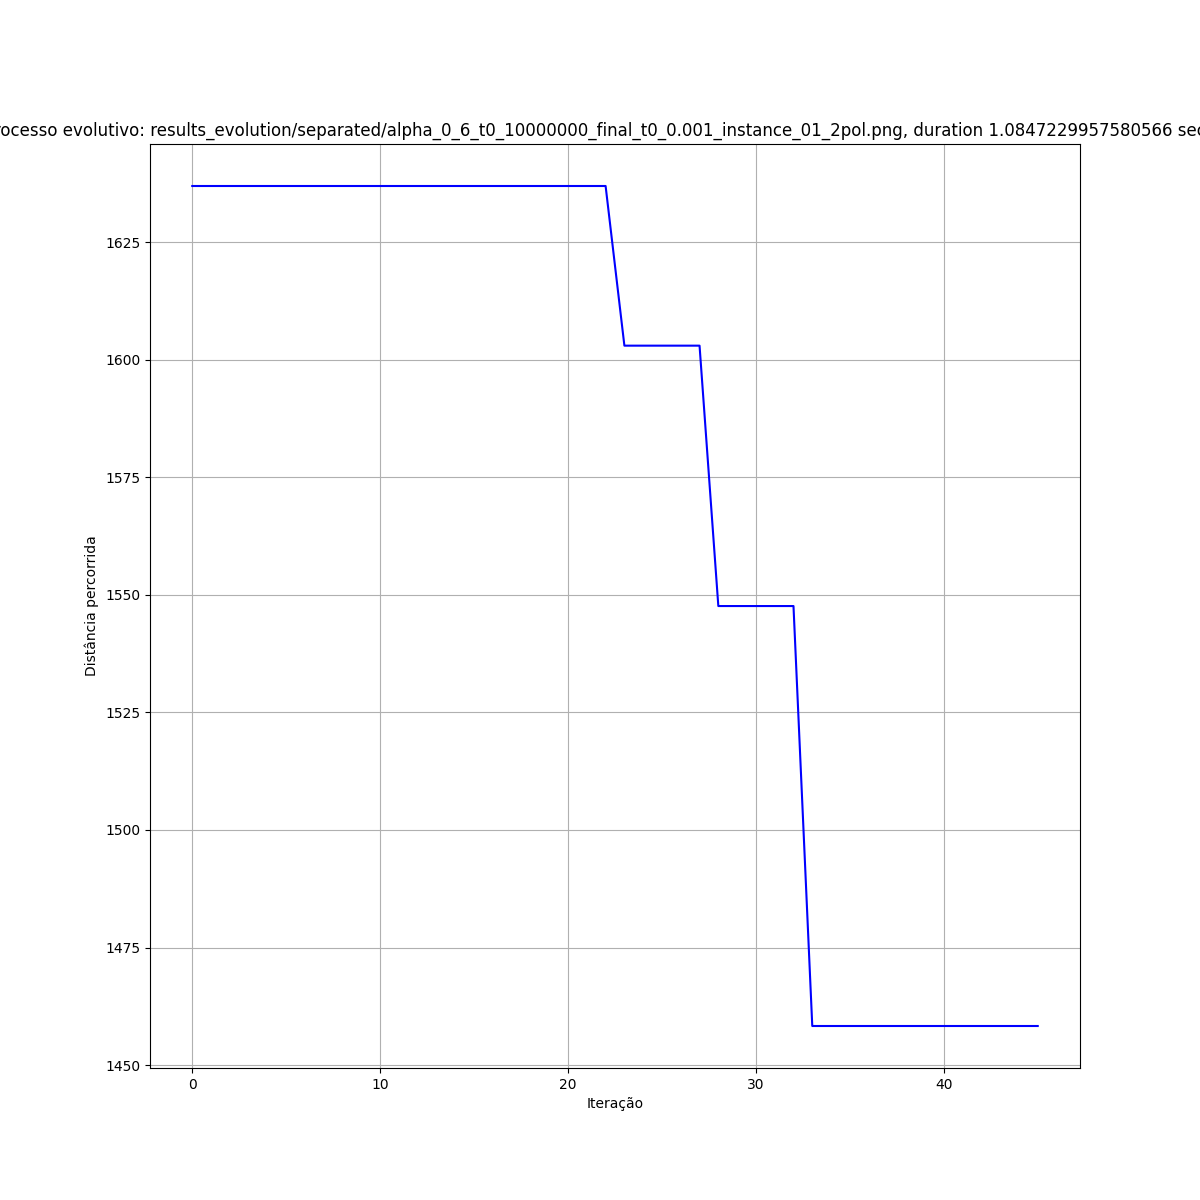 ocesso evolutivo: results_evolution/separated/alpha_0_6_t0_10000000_final_t0_0.001_instance_01_2pol.png, duration 1.0847229957580566 sec
1625
1600
1575
1550
1525
1500
1475
1450
Distância percorrida
0 10 20 30 40
Iteração